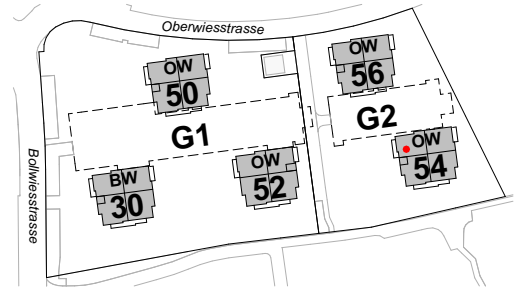 Oberwiesstrasse
OW
50
OW
56
G1
G2
OW
54
OW
52
BW
30
Bollwiesstrasse